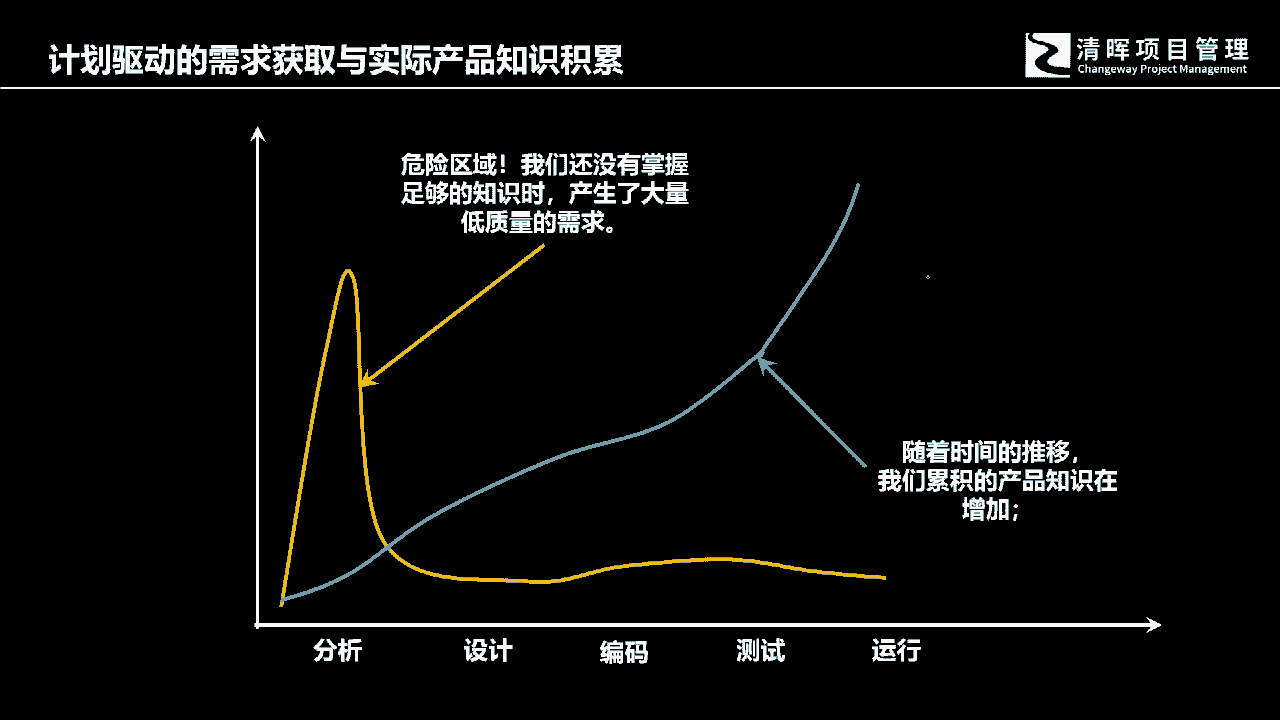 计划驱动的需求获取与实际产品知识积累
清晖项目管理
Changeway Project Management
危险区域！我们还没有掌握
足够的知识时，产生了大量
低质量的需求。
随着时间的推移，
我们累积的产品知识在
增加；
分析 设计 编码 测试 运行